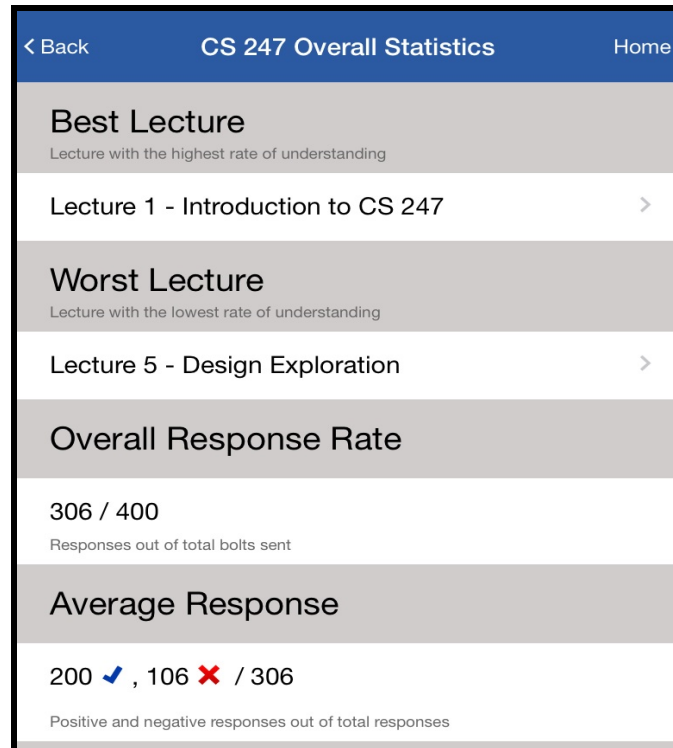 Back CS 247 Overall Statistics Home
Best Lecture
Lecture with the highest rate of understanding
Lecture 1 - Introduction to CS 247
Worst Lecture
Lecture with the lowest rate of understanding
Lecture 5 - Design Exploration
Overall Response Rate
306 / 400
Responses out of total bolts sent
Average Response
200 ✔ , 106 ✖ / 306
Positive and negative responses out of total responses